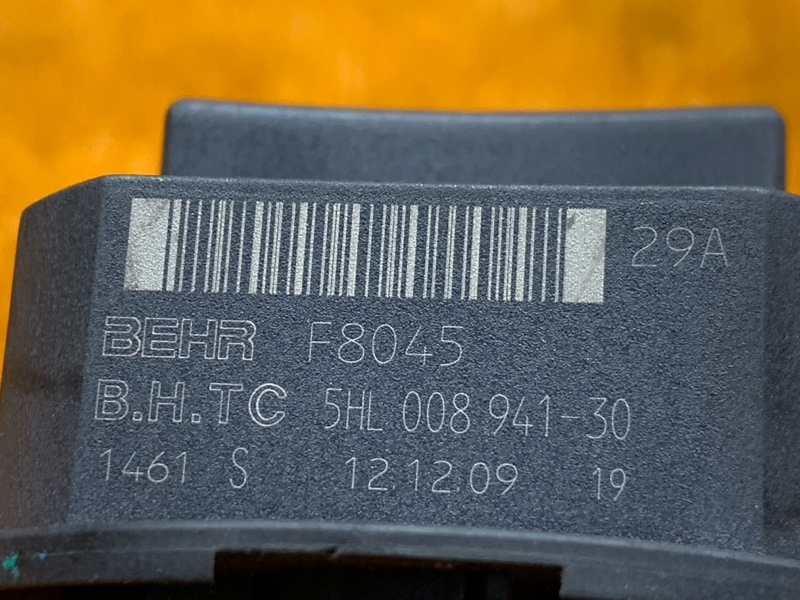 29A
BEHR F8045
B.H.TC 5HL 008 941-30
1461 S 12.12.09 19